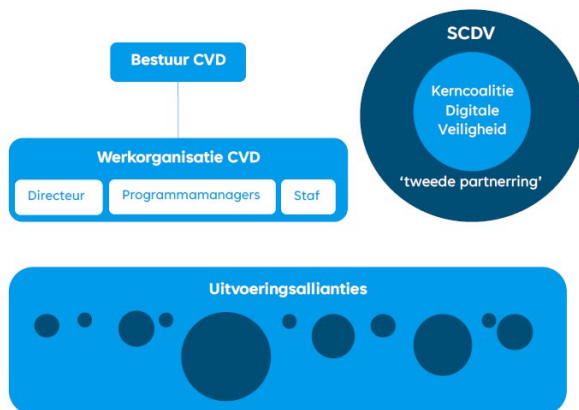 Bestuur CVD
Werkorganisatie CVD
Directeur
Programmamanagers
Staf
SCDV
Kerncoalitie
Digitale
Veiligheid
‘tweede partnerring’
Uitvoeringsallianties